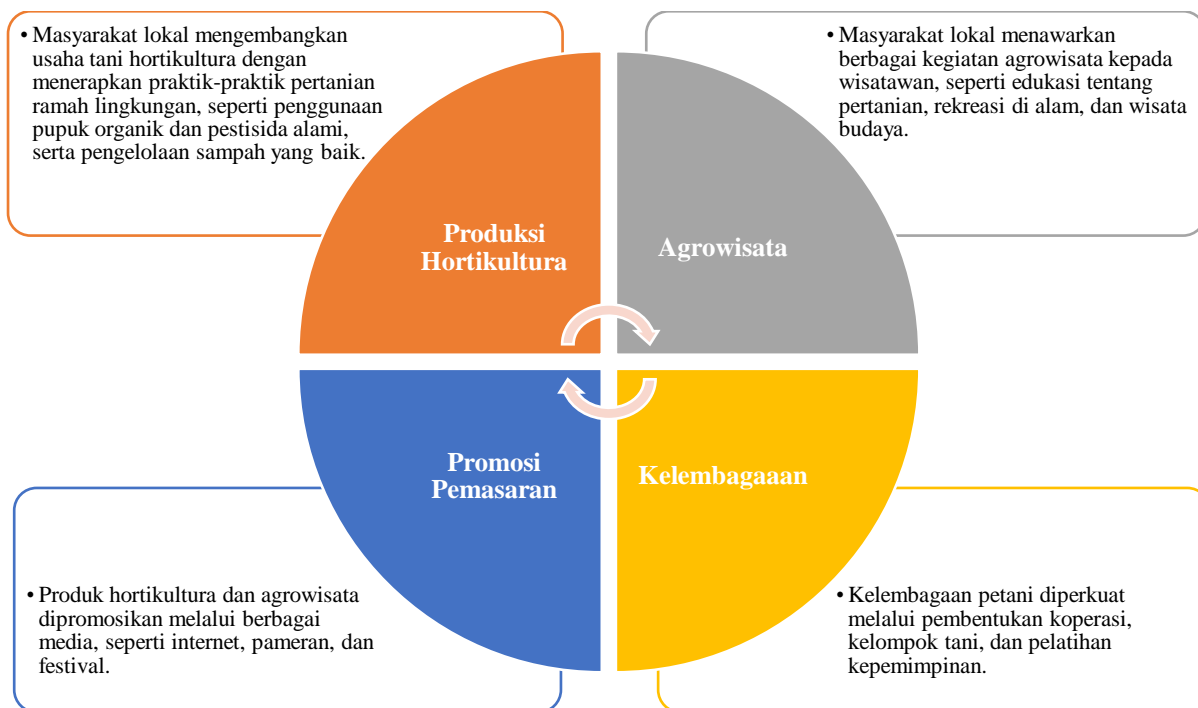 • Masyarakat lokal mengembangkan
usaha tani hortikultura dengan
menerapkan praktik-praktik pertanian
ramah lingkungan, seperti penggunaan
pupuk organik dan pestisida alami,
serta pengelolaan sampah yang baik.
• Masyarakat lokal menawarkan
berbagai kegiatan agrowisata kepada
wisatawan, seperti edukasi tentang
pertanian, rekreasi di alam, dan wisata
budaya.
Produksi
Hortikultura
Agrowisata
Promosi
Pemasaran
Kelembagaaan
• Produk hortikultura dan agrowisata
dipromosikan melalui berbagai
media, seperti internet, pameran, dan
festival.
• Kelembagaan petani diperkuat
melalui pembentukan koperasi,
kelompok tani, dan pelatihan
kepemimpinan.